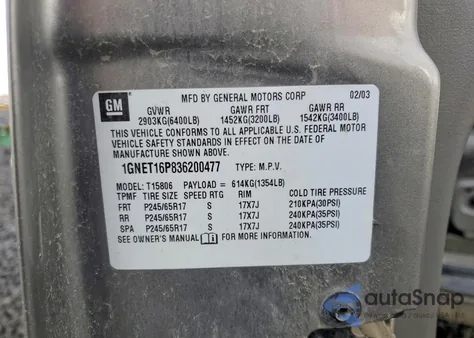 GM
MFD BY GENERAL MOTORS CORP 02/03
GVWR GAWR FRT GAWR RR
2903KG(6400LB) 1452KG(3200LB) 1542KG(3400LB)
THIS VEHICLE CONFORMS TO ALL APPLICABLE U.S. FEDERAL MOTOR
VEHICLE SAFETY STANDARDS IN EFFECT ON THE DATE OF
MANUFACTURE SHOWN ABOVE.
1GNET16P836200477 TYPE: M.P.V.
MODEL: T15806 PAYLOAD = 614KG(1354LB)
TPMF TIRE SIZE SPEED RTG RIM COLD TIRE PRESSURE
FRT P245/65R17 S 17X7J 210KPA(30PSI)
RR P245/65R17 S 17X7J 240KPA(35PSI)
SPA P245/65R17 S 17X7J 240KPA(35PSI)
SEE OWNER'S MANUAL FOR MORE INFORMATION.
autaSnap